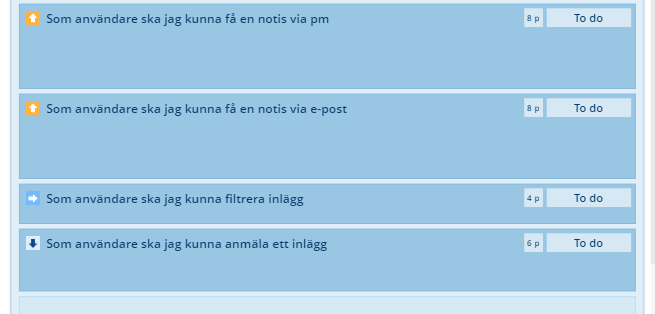 Som användare ska jag kunna få en notis via pm 8 p To do
Som användare ska jag kunna få en notis via e-post 8 p To do
Som användare ska jag kunna filtrera inlägg 4 p To do
Som användare ska jag kunna anmäla ett inlägg 6 p To do